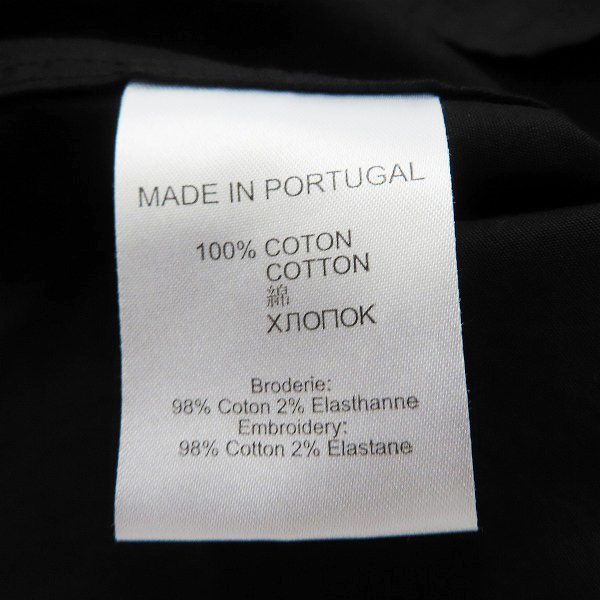 MADE IN PORTUGAL
100% COTON
COTTON
綿
ХЛОПОК
Broderie:
98% Coton 2% Elasthanne
Embroidery:
98% Cotton 2% Elastane